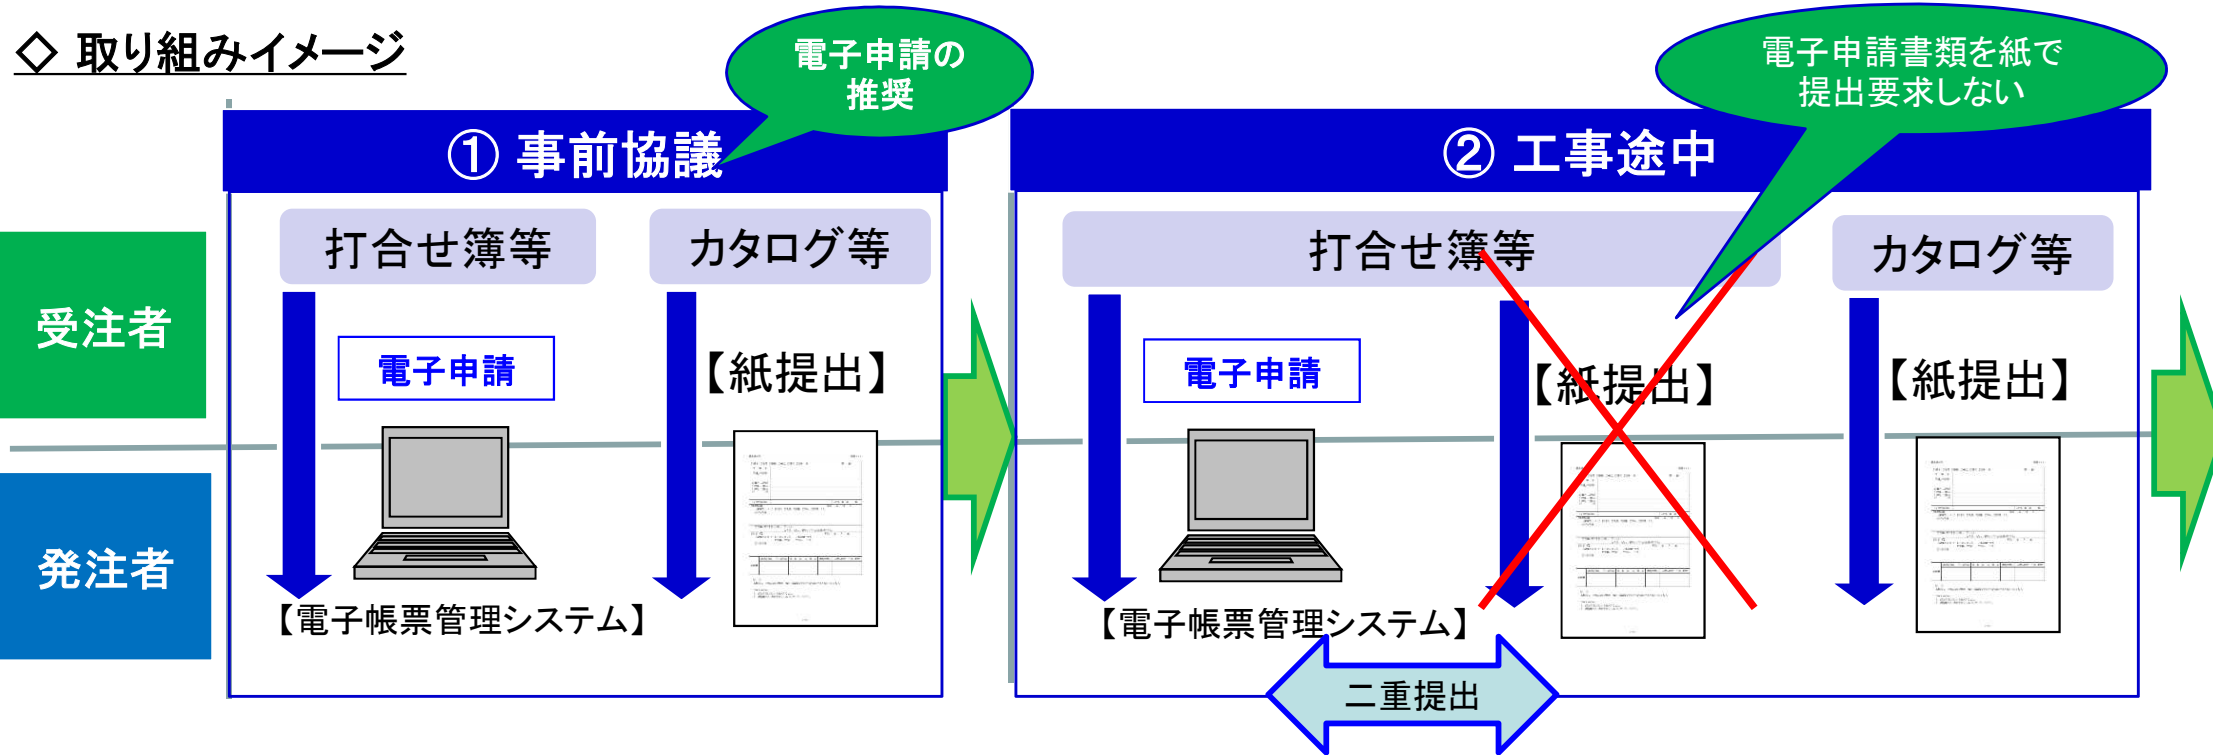 ◇ 取り組みイメージ
電子申請の
推奨
電子申請書類を紙で
提出要求しない
① 事前協議
② 工事途中
打合せ簿等
カタログ等
打合せ簿等
カタログ等
受注者
電子申請
【紙提出】
電子申請
【紙提出】
【紙提出】
発注者
【電子帳票管理システム】
【電子帳票管理システム】
二重提出